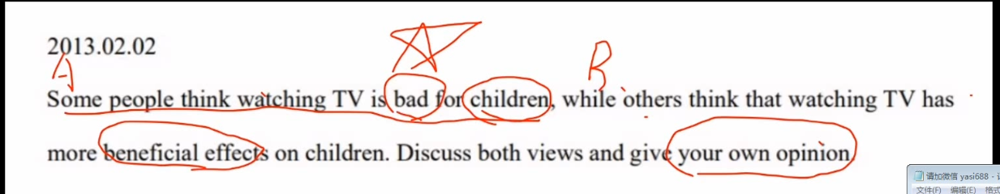 2013.02.02
A
B
Some people think watching TV is bad for children, while others think that watching TV has
more beneficial effects on children. Discuss both views and give your own opinion.
请加微信 yasi688 -
文件(F) 编辑(E) 格式